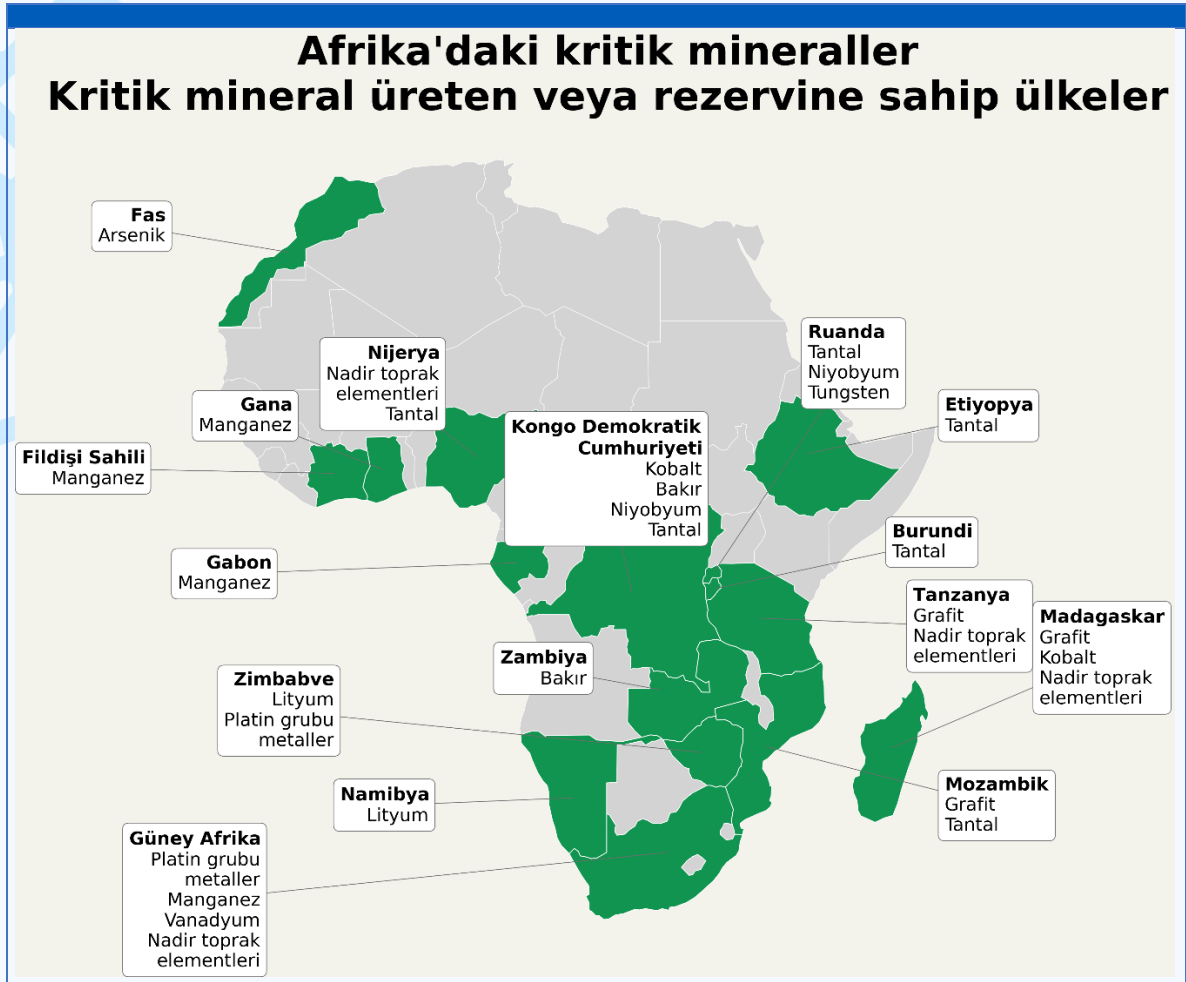 Afrika'daki kritik mineraller
Kritik mineral üreten veya rezervine sahip ülkeler
Fas
Arsenik
Nijerya
Nadir toprak
elementleri
Tantal
Gana
Manganez
Fildişi Sahili
Manganez
Kongo Demokratik
Cumhuriyeti
Kobalt
Bakır
Niyobyum
Tantal
Ruanda
Tantal
Niyobyum
Tungsten
Etiyopya
Tantal
Burundi
Tantal
Gabon
Manganez
Tanzanya
Grafit
Nadir toprak
elementleri
Madagaskar
Grafit
Kobalt
Nadir toprak
elementleri
Zambiya
Bakır
Zimbabve
Lityum
Platin grubu
metaller
Namibya
Lityum
Mozambik
Grafit
Tantal
Güney Afrika
Platin grubu
metaller
Manganez
Vanadyum
Nadir toprak
elementleri